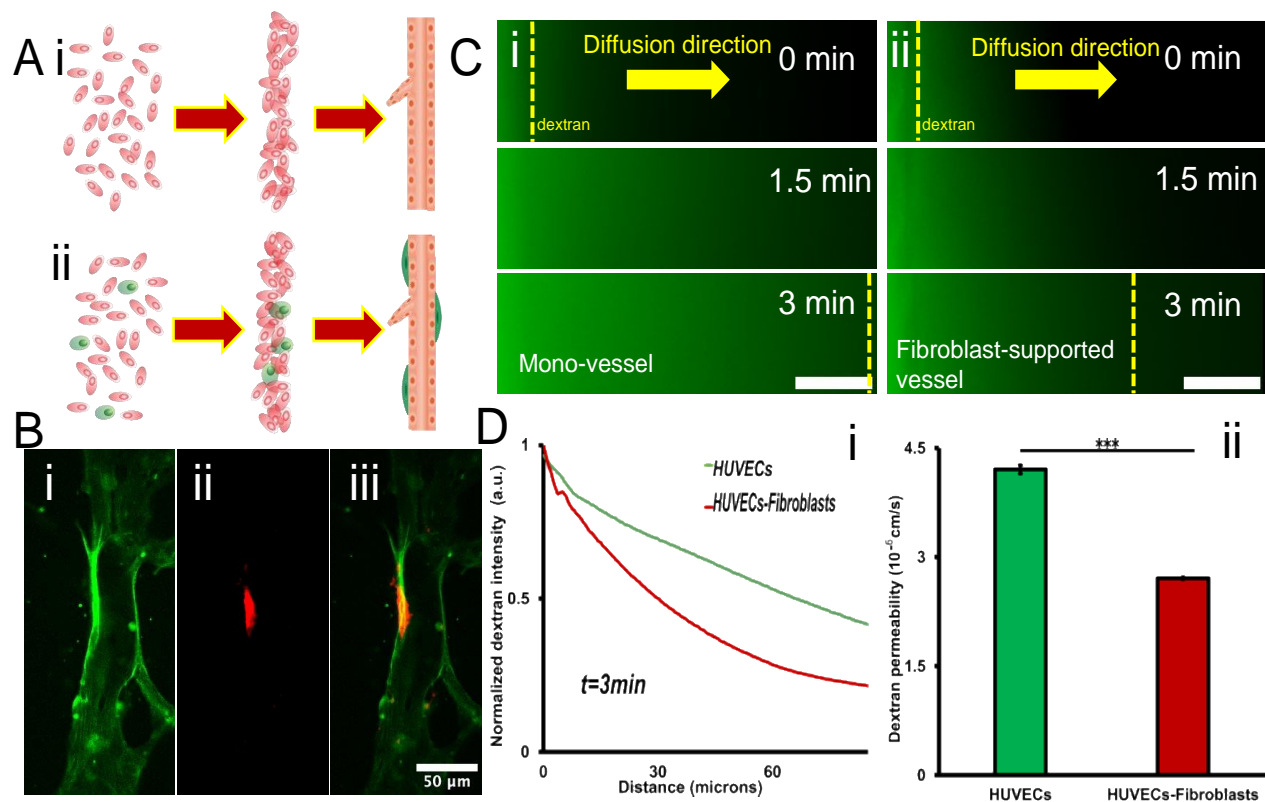 A i
ii
B
i
ii
iii
50 µm
C
i
Diffusion direction
0 min
dextran
1.5 min
3 min
Mono-vessel
ii
Diffusion direction
0 min
dextran
1.5 min
3 min
Fibroblast-supported
vessel
D
i
Normalized dextran intensity (a.u.)
1
0.5
0
HUVECs
HUVECs-Fibroblasts
t=3min
0
30
60
Distance (microns)
ii
Dextran permeability (10⁻⁶ cm/s)
4.5
3
1.5
0
***
HUVECs
HUVECs-Fibroblasts